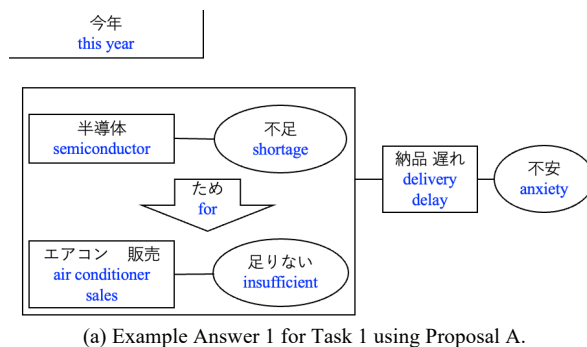 今年
this year
半導体
semiconductor
不足
shortage
ため
for
エアコン　販売
air conditioner
sales
足りない
insufficient
納品 遅れ
delivery
delay
不安
anxiety
(a) Example Answer 1 for Task 1 using Proposal A.